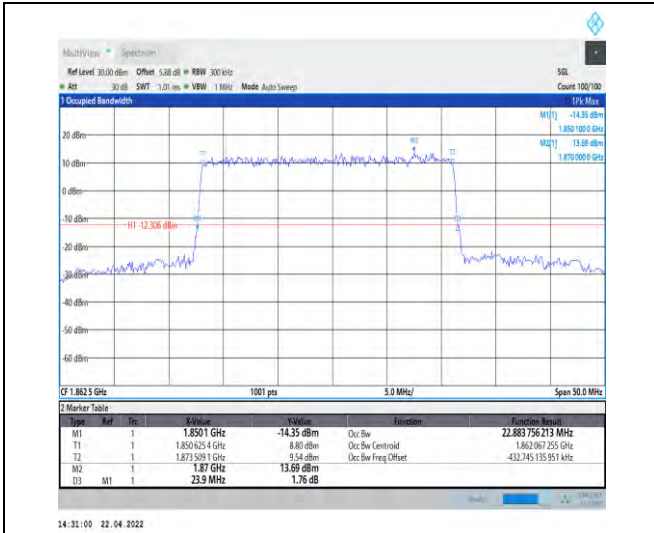 MultiView Spectrum
Ref Level 30.00 dBm Offset 5.88 dB RBW 300 kHz SGL
Att 30 dB SWT 1.01 ms VBW 1 MHz Mode Auto Sweep Count 100/100
1 Occupied Bandwidth 1Pk Max
M1[1] -14.35 dBm
1.850 100 0 GHz
M2[1] 13.69 dBm
1.870 000 0 GHz
20 dBm
M2
T1 T2
10 dBm
0 dBm
-10 dBm
H1 -12.306 dBm
-20 dBm
-30 dBm
-40 dBm
-50 dBm
-60 dBm
CF 1.862 5 GHz 1001 pts 5.0 MHz/ Span 50.0 MHz
2 Marker Table
Type Ref Trc X-Value Y-Value Function Function Result
M1 1 1.8501 GHz -14.35 dBm Occ Bw 22.883 756 213 MHz
T1 1 1.850 625 4 GHz 8.80 dBm Occ Bw Centroid 1.862 067 255 GHz
T2 1 1.873 509 1 GHz 9.54 dBm Occ Bw Freq Offset -432.745 135 951 kHz
M2 1 1.87 GHz 13.69 dBm
D3 M1 1 23.9 MHz 1.76 dB
14:31:00 22.04.2022